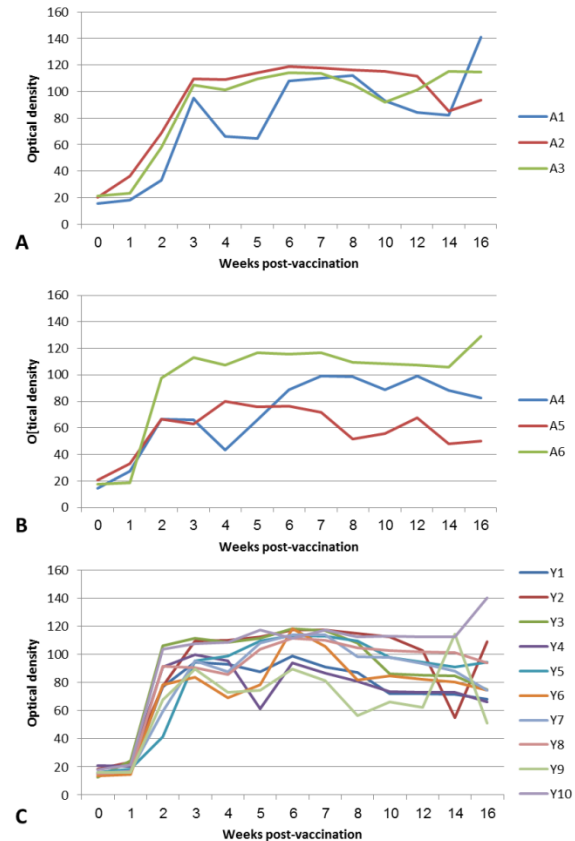 160
140
120
100
80
60
40
20
0
Optical density
0 1 2 3 4 5 6 7 8 10 12 14 16
Weeks post-vaccination
A1
A2
A3
A
160
140
120
100
80
60
40
20
0
O[tical density
0 1 2 3 4 5 6 7 8 10 12 14 16
Weeks post-vaccination
A4
A5
A6
B
160
140
120
100
80
60
40
20
0
Optical density
0 1 2 3 4 5 6 7 8 10 12 14 16
Weeks post-vaccination
Y1
Y2
Y3
Y4
Y5
Y6
Y7
Y8
Y9
Y10
C